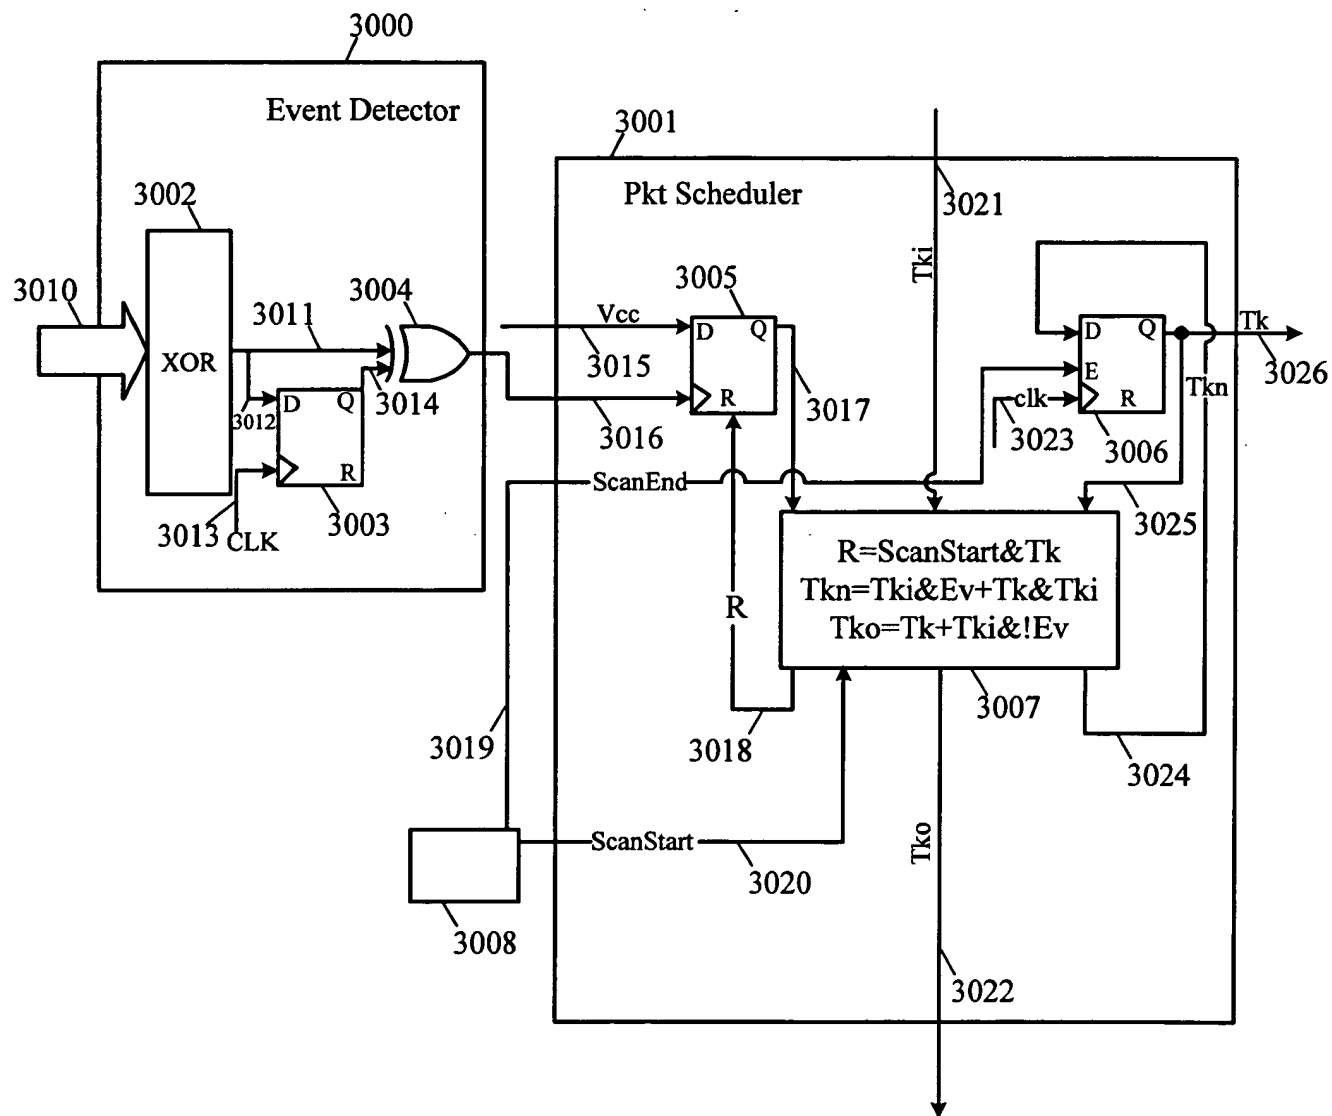 3000
Event Detector
3001
3002
Pkt Scheduler
3021
3010
3004
3005
Tki
3011
Vcc
D Q
D Q
Tk
XOR
3015
E
3026
3014
Tkn
3012
D Q
R
3017
clk
R
3016
3023
3006
R
ScanEnd
3025
3013
CLK
3003
R=ScanStart&Tk
Tkn=Tki&Ev+Tk&Tki
R
Tko=Tk+Tki&!Ev
3007
3019
3018
3024
ScanStart
Tko
3020
3008
3022